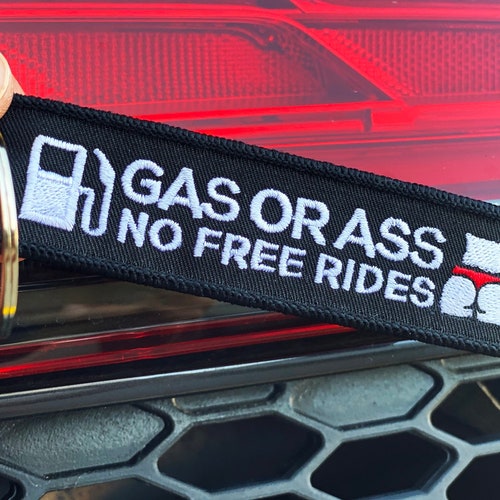 GAS OR ASS
NO FREE RIDES